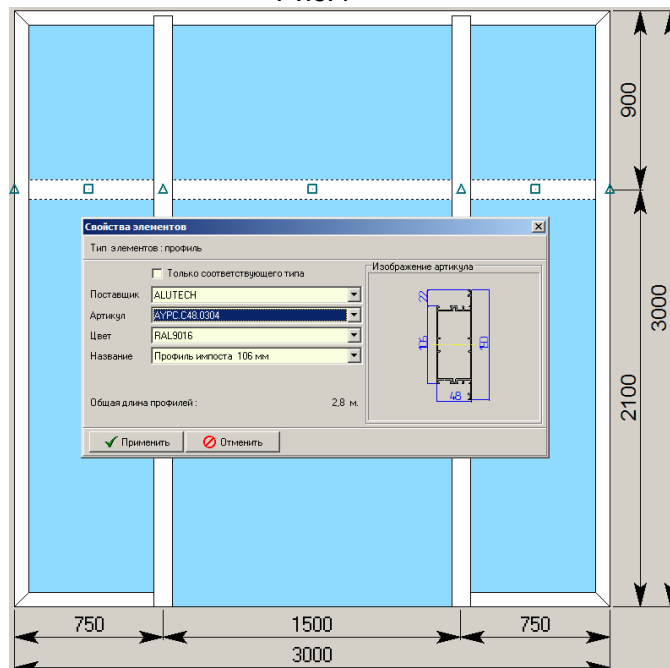 900
3000
2100
Свойства элементов
Тип элементов : профиль
Только соответствующего типа
Поставщик ALUTECH
Артикул AYPC.C48.0304
Цвет RAL9016
Название Профиль импоста 106 мм
Общая длина профилей : 2,8 м.
Применить Отменить
Изображение артикула
22
106
150
48
750 1500 750
3000